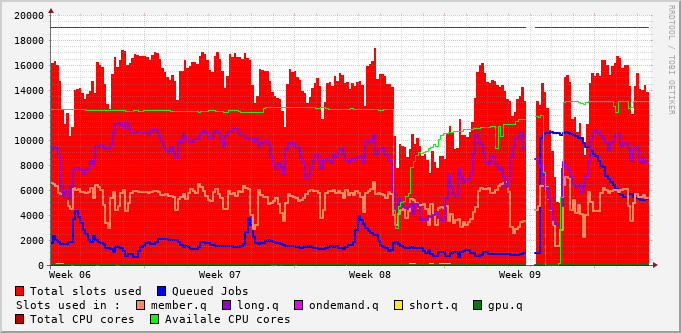 20000
18000
16000
14000
12000
10000
8000
6000
4000
2000
0
Week 06 Week 07 Week 08 Week 09
Total slots used Queued Jobs
Slots used in : member.q long.q ondemand.q short.q gpu.q
Total CPU cores Availale CPU cores
RRDTOOL / TOBI OETIKER